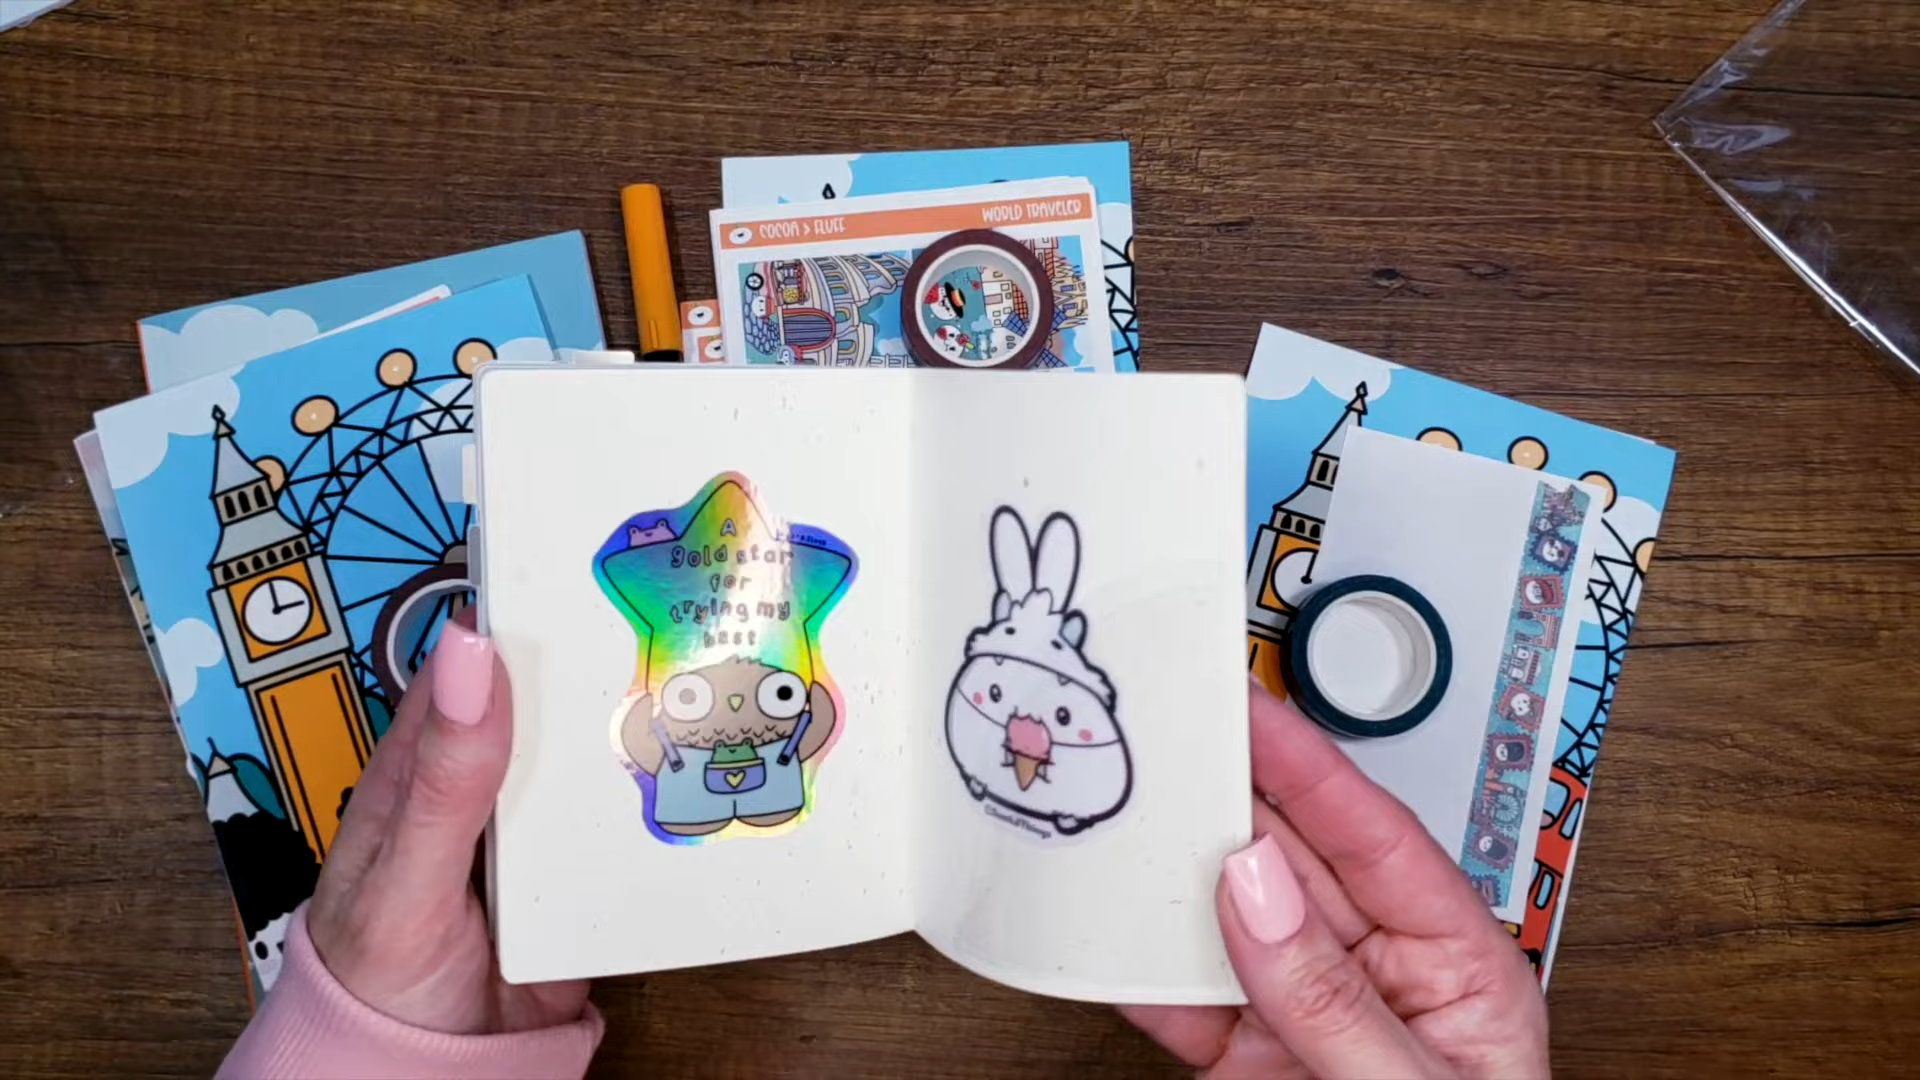 COCOA > FLUFF
WORLD TRAVELER
A
gold star
for
trying my
best